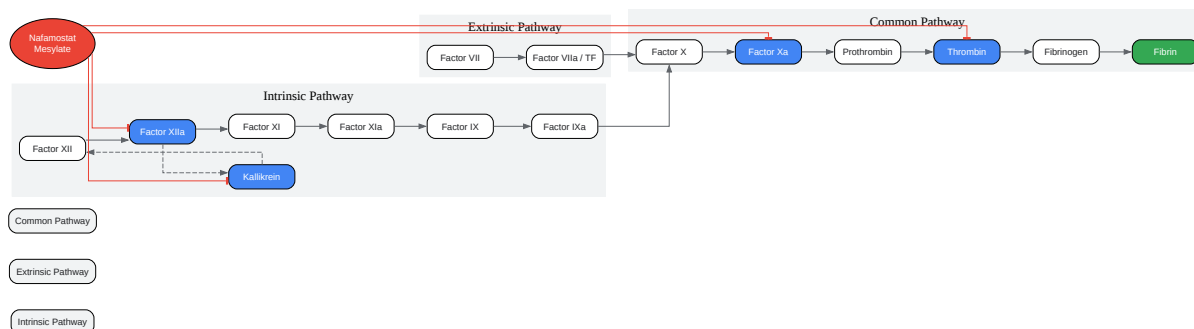 Nafamostat
Mesylate
Extrinsic Pathway
Factor VII
Factor VIIa / TF
Common Pathway
Factor X
Factor Xa
Prothrombin
Thrombin
Fibrinogen
Fibrin
Intrinsic Pathway
Factor XII
Factor XIIa
Factor XI
Factor XIa
Factor IX
Factor IXa
Kallikrein
Common Pathway
Extrinsic Pathway
Intrinsic Pathway